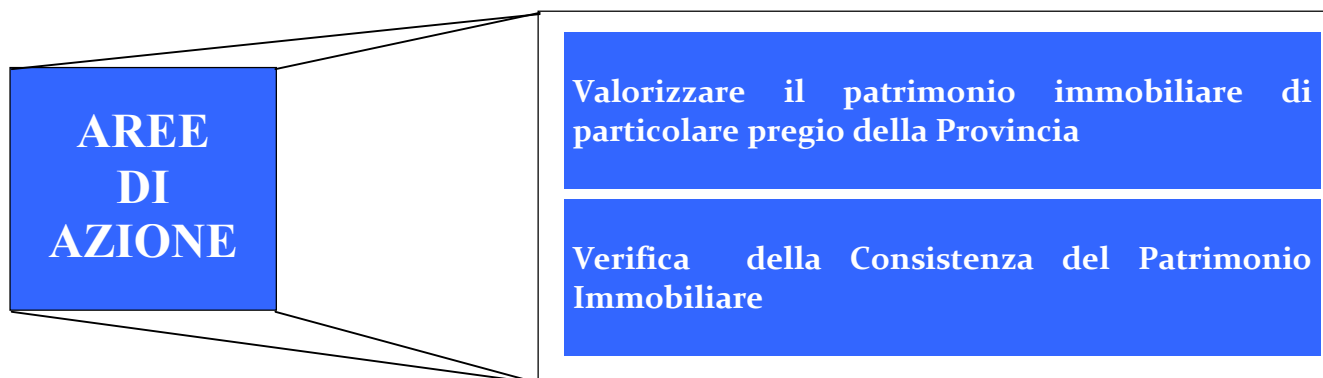 AREE
DI
AZIONE
Valorizzare il patrimonio immobiliare di
particolare pregio della Provincia
Verifica della Consistenza del Patrimonio
Immobiliare